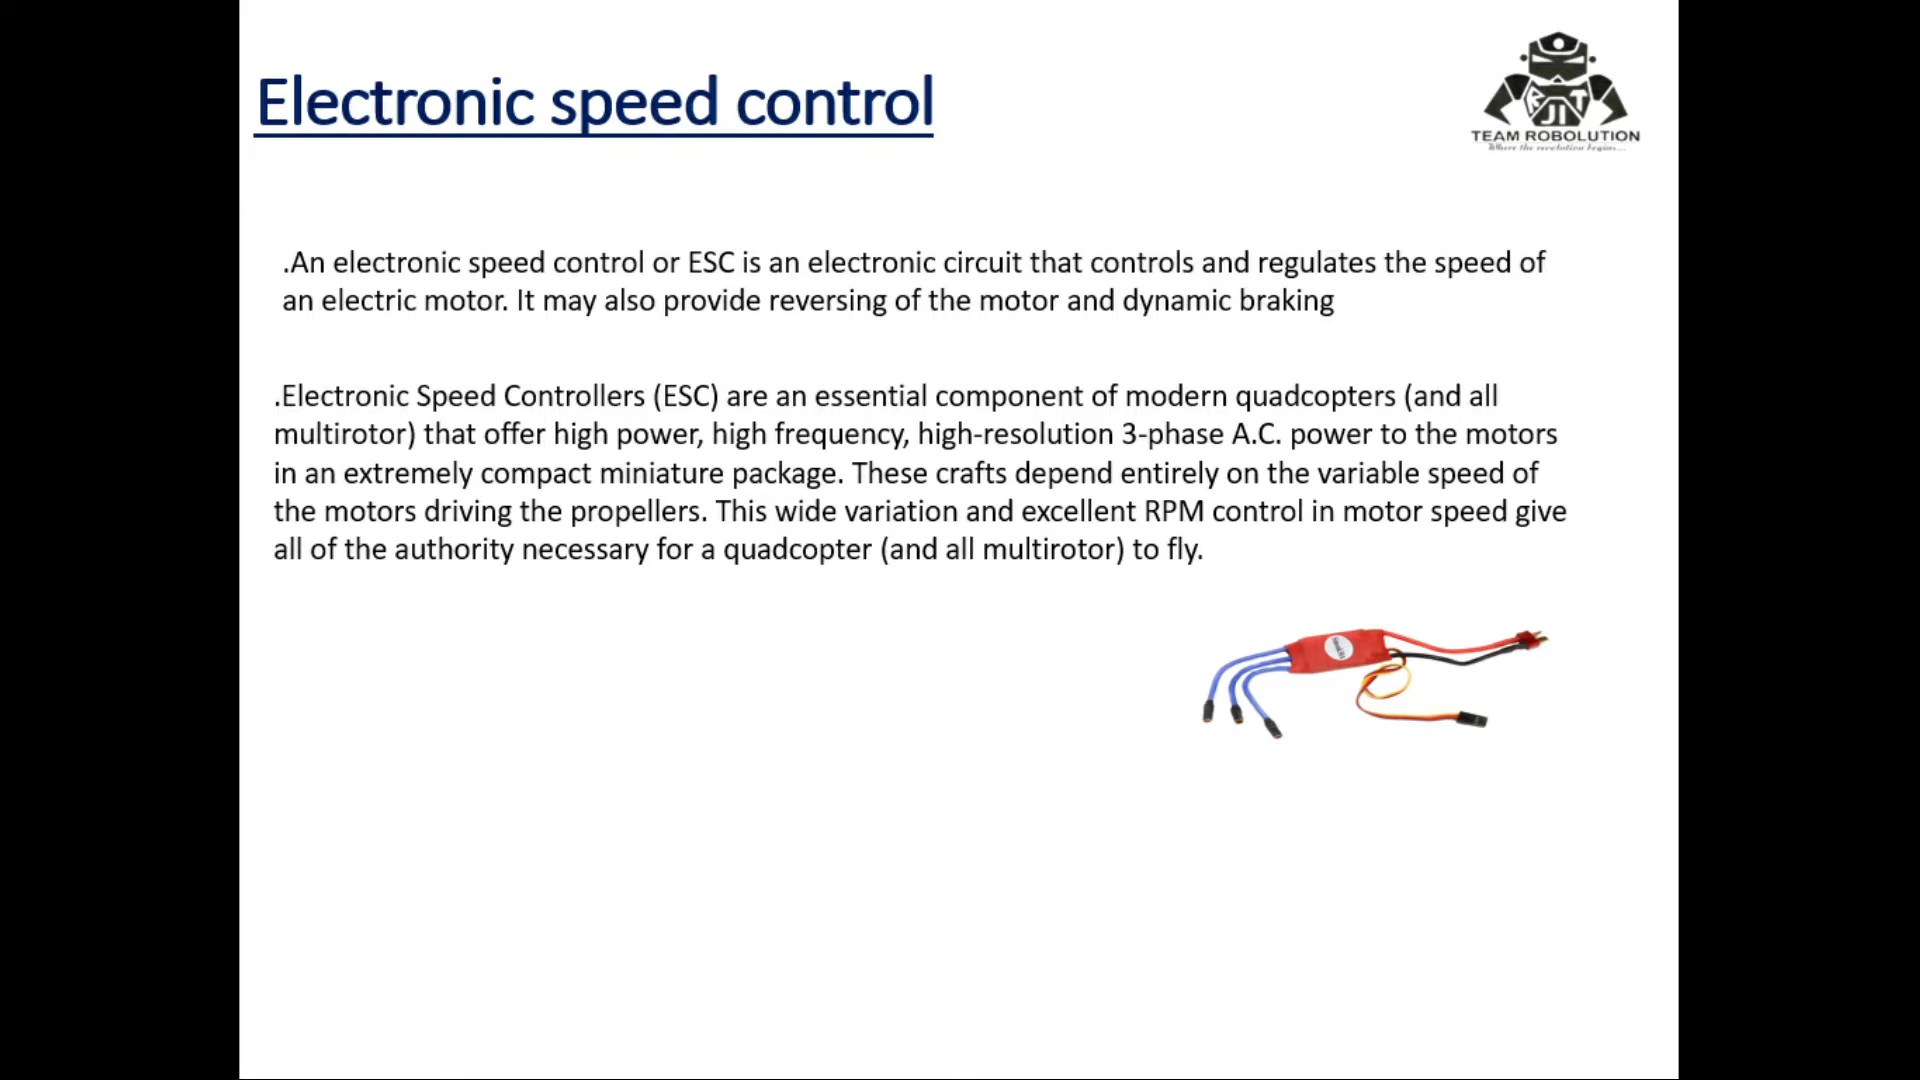 Electronic speed control
R
T
JI
TEAM ROBOLUTION
Where the revolution begins...
.An electronic speed control or ESC is an electronic circuit that controls and regulates the speed of
an electric motor. It may also provide reversing of the motor and dynamic braking
.Electronic Speed Controllers (ESC) are an essential component of modern quadcopters (and all
multirotor) that offer high power, high frequency, high-resolution 3-phase A.C. power to the motors
in an extremely compact miniature package. These crafts depend entirely on the variable speed of
the motors driving the propellers. This wide variation and excellent RPM control in motor speed give
all of the authority necessary for a quadcopter (and all multirotor) to fly.